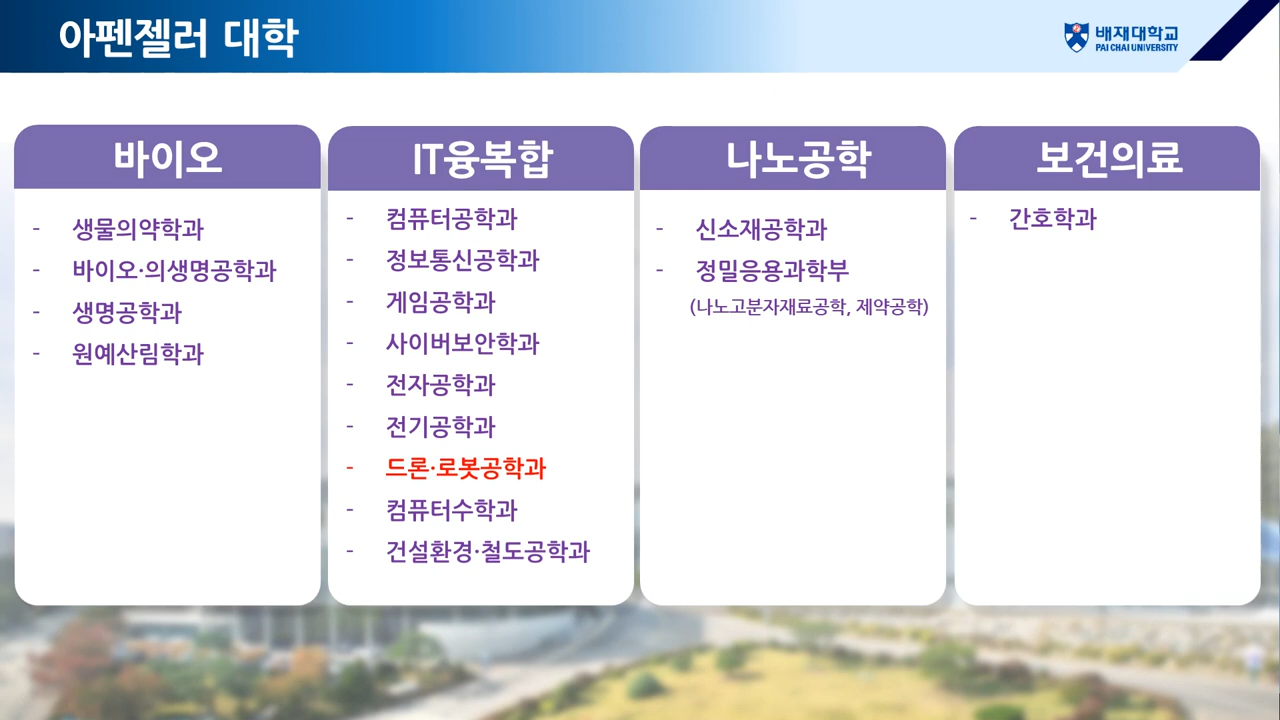 아펜젤러 대학
배재대학교
PAI CHAI UNIVERSITY
바이오
- 생물의약학과
- 바이오·의생명공학과
- 생명공학과
- 원예산림학과
IT융복합
- 컴퓨터공학과
- 정보통신공학과
- 게임공학과
- 사이버보안학과
- 전자공학과
- 전기공학과
- 드론·로봇공학과
- 컴퓨터수학과
- 건설환경·철도공학과
나노공학
- 신소재공학과
- 정밀응용과학부
(나노고분자재료공학, 제약공학)
보건의료
- 간호학과